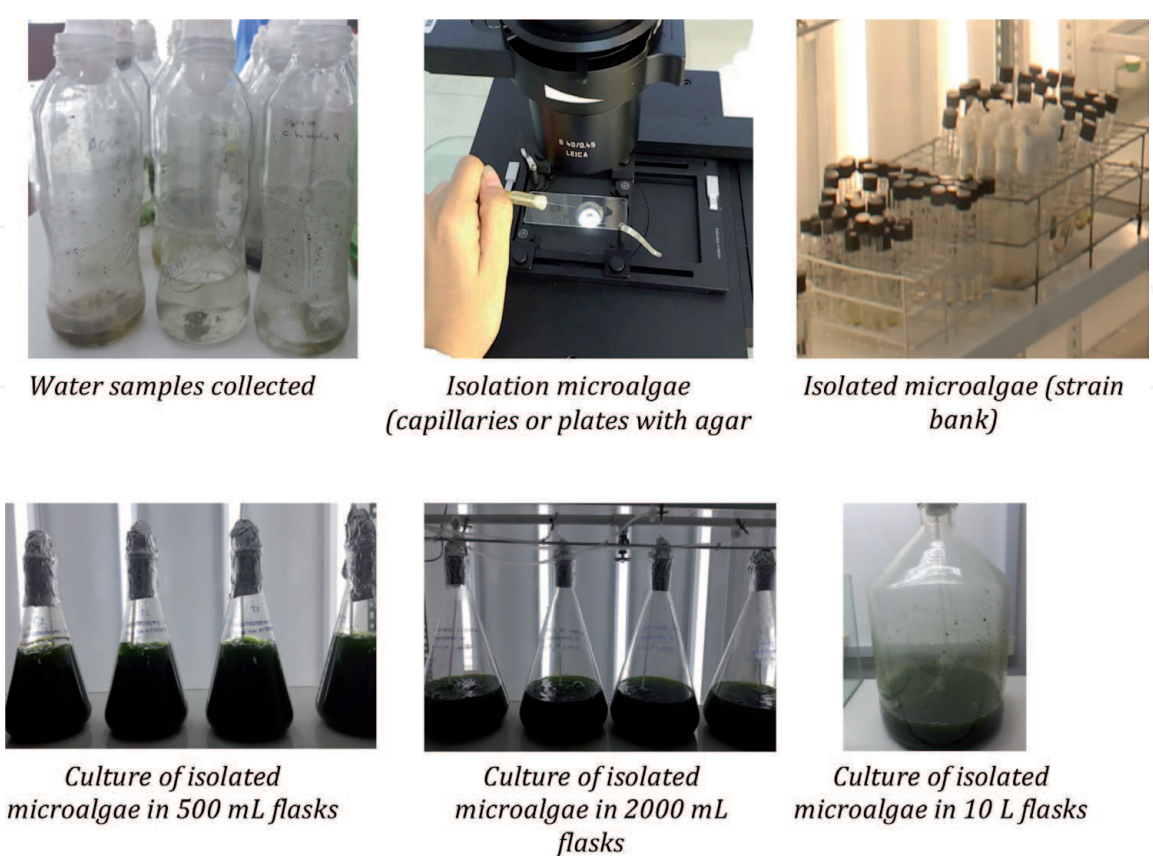 Water samples collected
Isolation microalgae
(capillaries or plates with agar
Isolated microalgae (strain
bank)
LEICA
Culture of isolated
microalgae in 500 mL flasks
Culture of isolated
microalgae in 2000 mL
flasks
Culture of isolated
microalgae in 10 L flasks